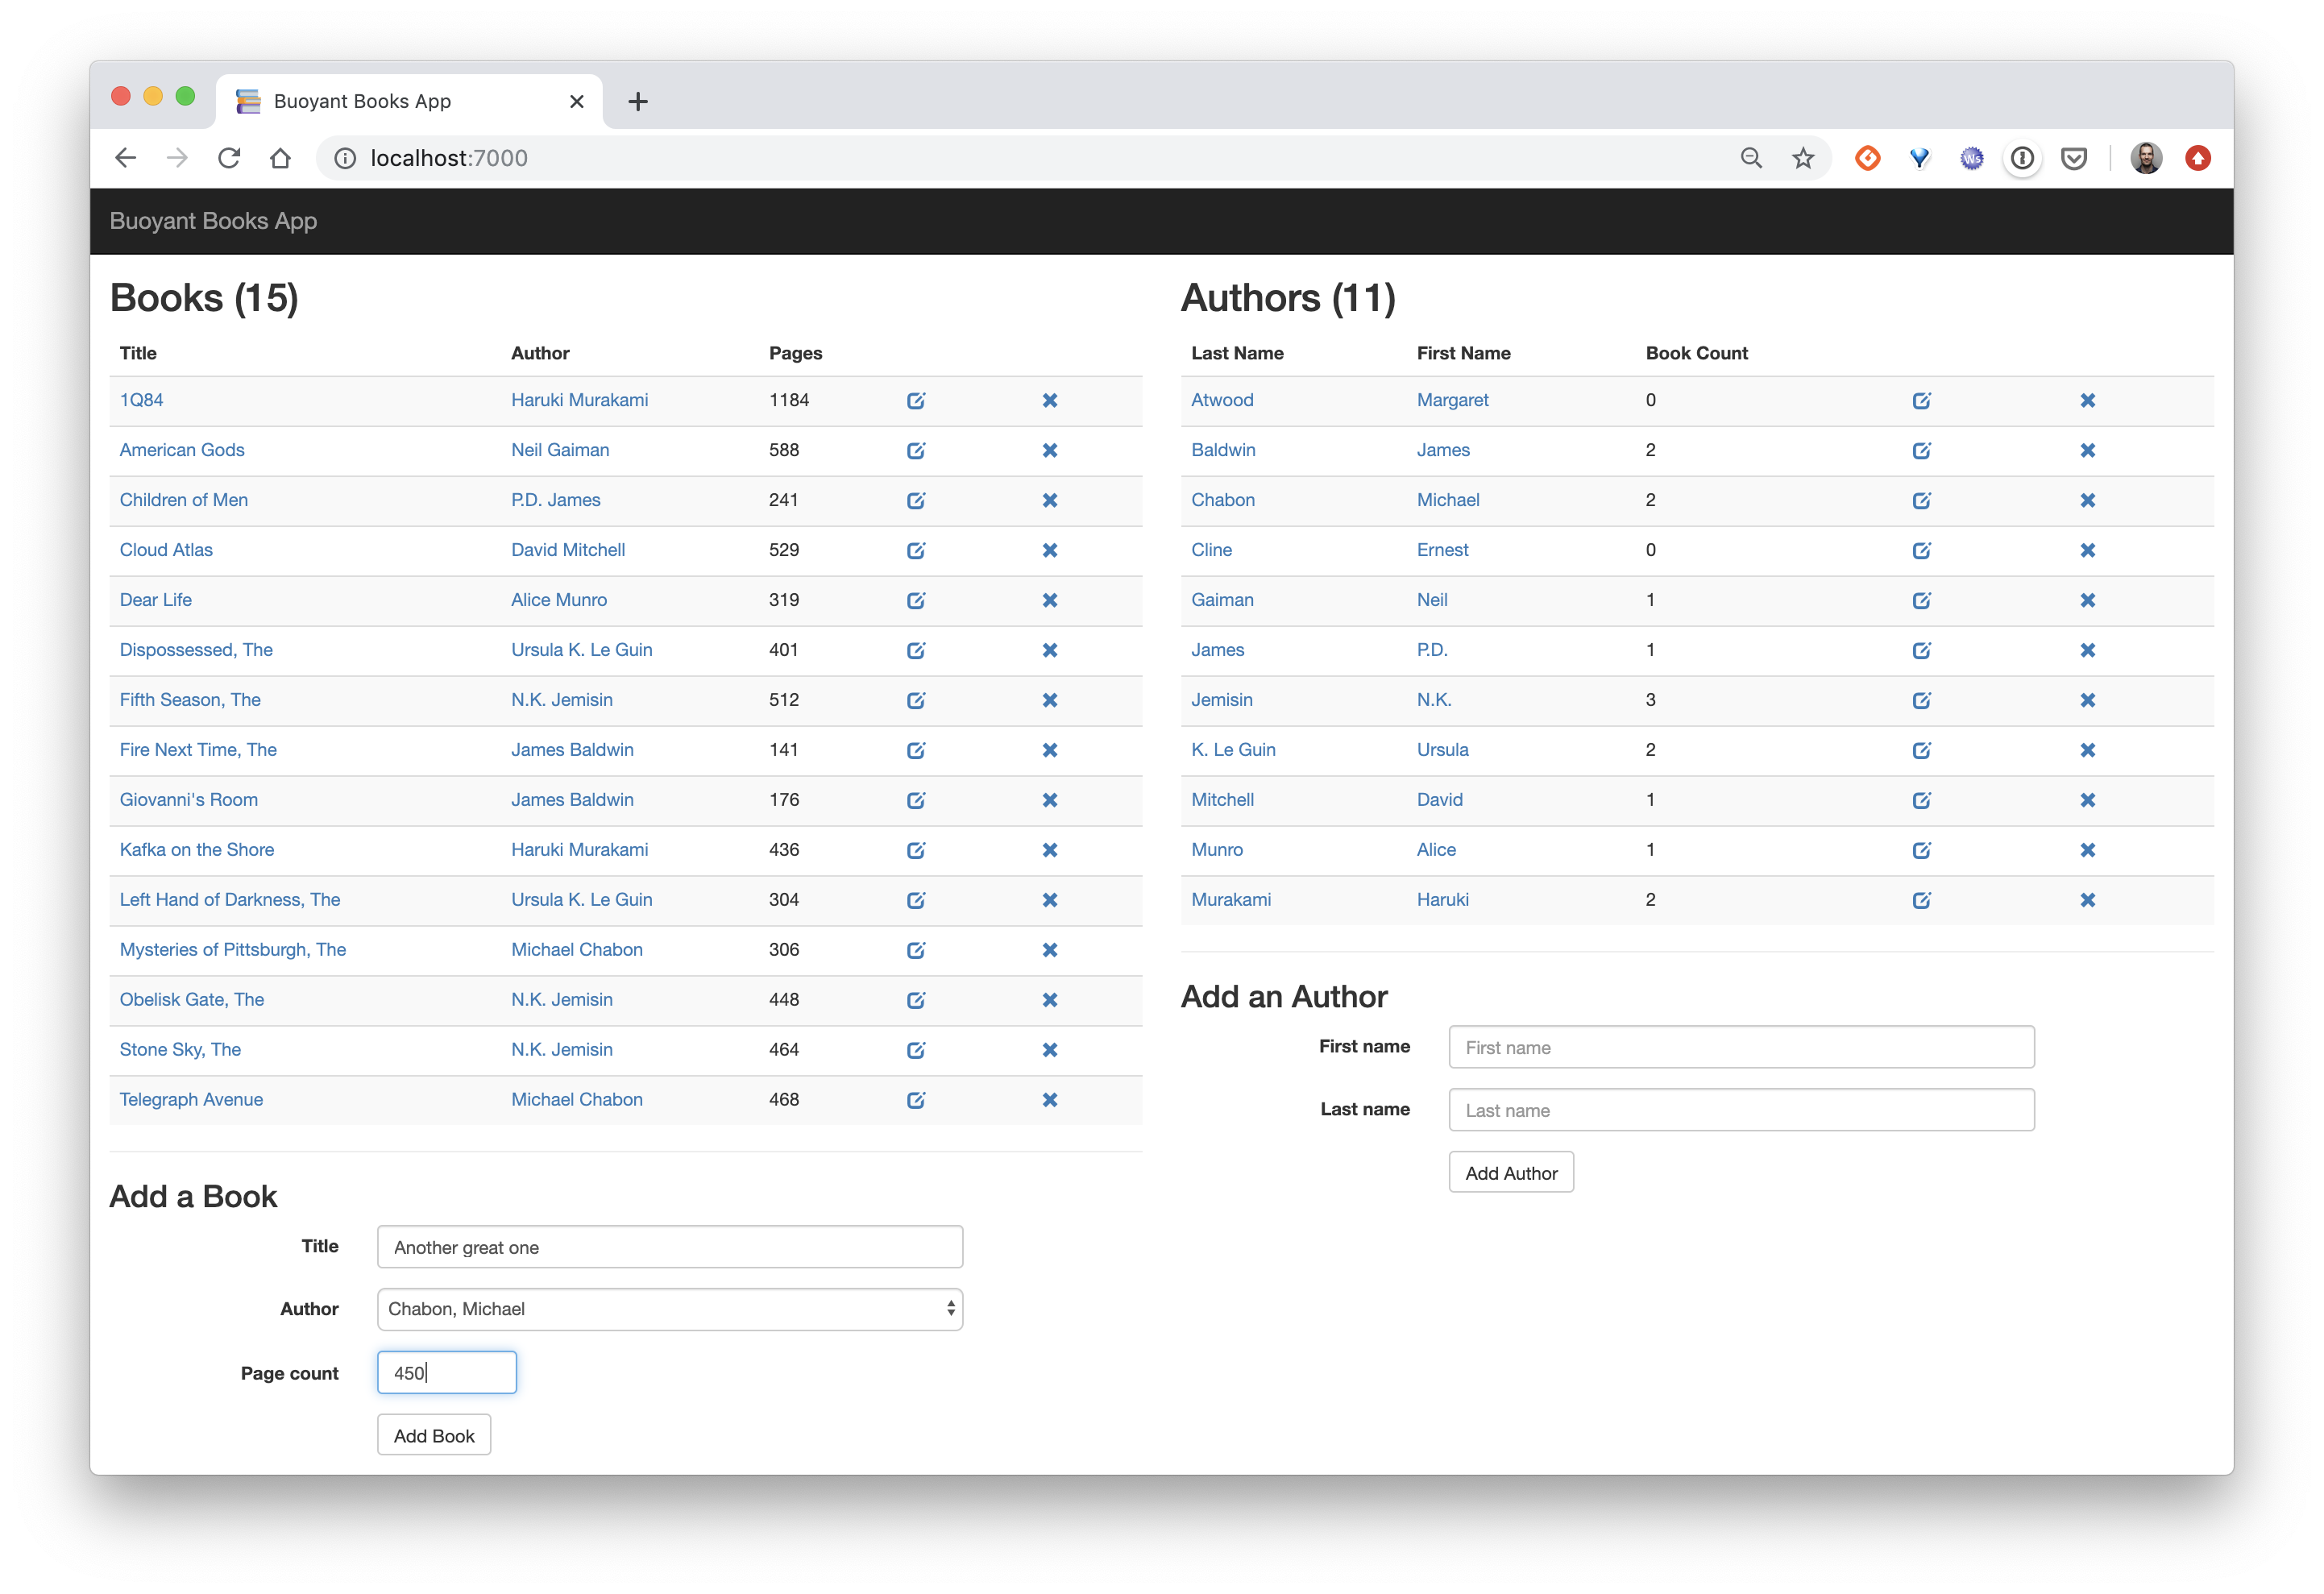 Buoyant Books App
localhost:7000
Ws
Buoyant Books App
Books (15)
Title Author Pages
1Q84 Haruki Murakami 1184
American Gods Neil Gaiman 588
Children of Men P.D. James 241
Cloud Atlas David Mitchell 529
Dear Life Alice Munro 319
Dispossessed, The Ursula K. Le Guin 401
Fifth Season, The N.K. Jemisin 512
Fire Next Time, The James Baldwin 141
Giovanni's Room James Baldwin 176
Kafka on the Shore Haruki Murakami 436
Left Hand of Darkness, The Ursula K. Le Guin 304
Mysteries of Pittsburgh, The Michael Chabon 306
Obelisk Gate, The N.K. Jemisin 448
Stone Sky, The N.K. Jemisin 464
Telegraph Avenue Michael Chabon 468
Add a Book
Title Another great one
Author Chabon, Michael
Page count 450
Add Book
Authors (11)
Last Name First Name Book Count
Atwood Margaret 0
Baldwin James 2
Chabon Michael 2
Cline Ernest 0
Gaiman Neil 1
James P.D. 1
Jemisin N.K. 3
K. Le Guin Ursula 2
Mitchell David 1
Munro Alice 1
Murakami Haruki 2
Add an Author
First name First name
Last name Last name
Add Author